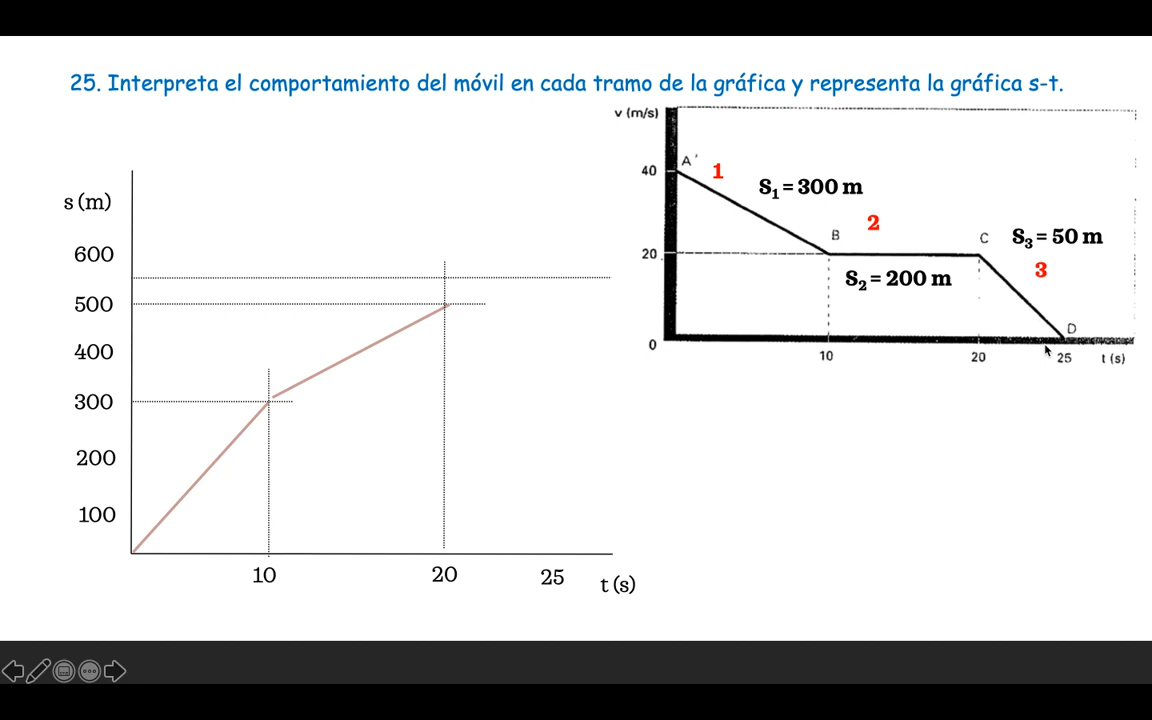 25. Interpreta el comportamiento del móvil en cada tramo de la gráfica y representa la gráfica s-t.
s (m)
600
500
400
300
200
100
10 20 25 t (s)
v (m/s)
40
20
0
A'
1
S1 = 300 m
B
2
S2 = 200 m
C
S3 = 50 m
3
D
10 20 25 t (s)